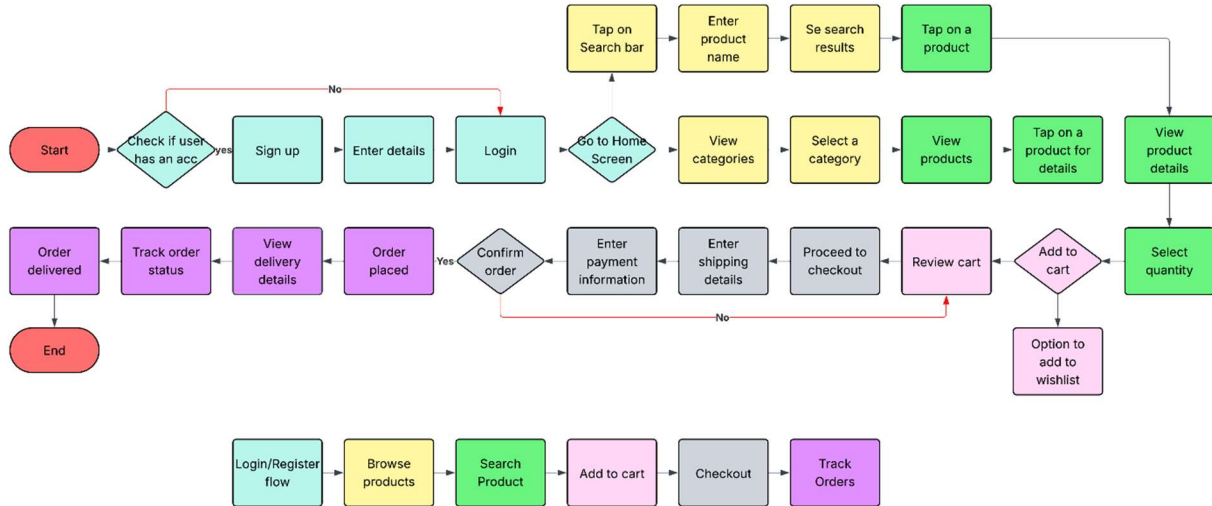 Tap on
Search bar
Enter
product
name
Se search
results
Tap on a
product
No
Start
Check if user
has an acc
yes
Sign up
Enter details
Login
Go to Home
Screen
View
categories
Select a
category
View
products
Tap on a
product for
details
View
product
details
Order
delivered
Track order
status
View
delivery
details
Order
placed
Yes
Confirm
order
Enter
payment
information
Enter
shipping
details
Proceed to
checkout
Review cart
Add to
cart
Select
quantity
No
End
Option to
add to
wishlist
Login/Register
flow
Browse
products
Search
Product
Add to cart
Checkout
Track
Orders